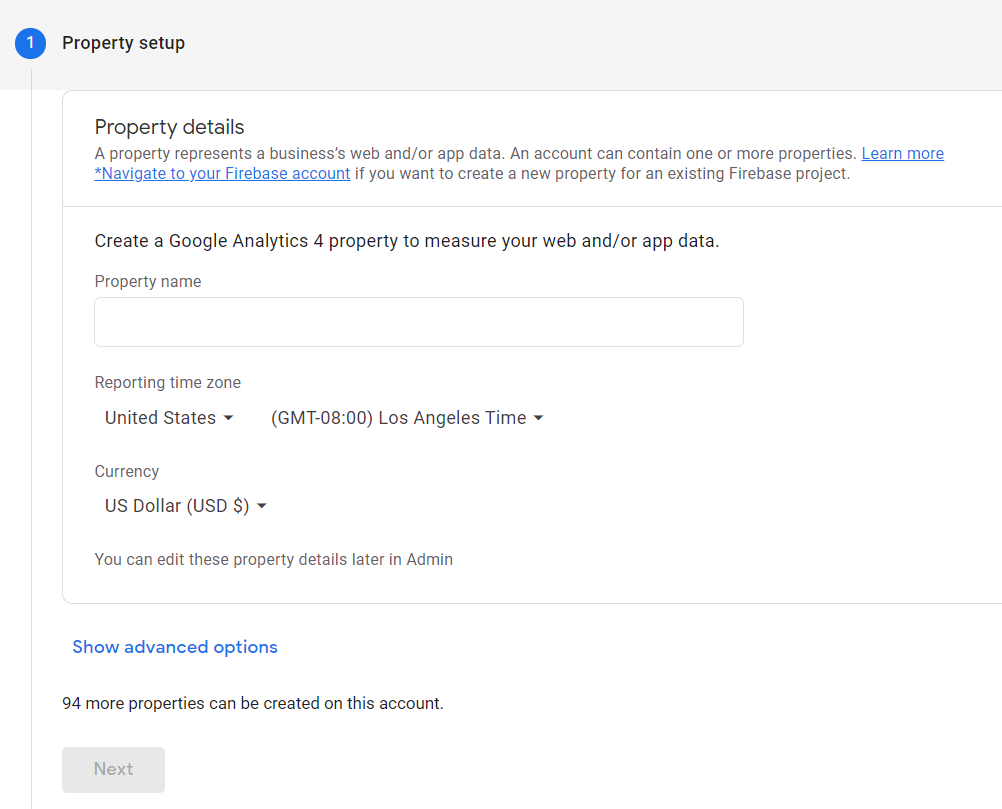 1 Property setup
Property details
A property represents a business’s web and/or app data. An account can contain one or more properties. Learn more
*Navigate to your Firebase account if you want to create a new property for an existing Firebase project.
Create a Google Analytics 4 property to measure your web and/or app data.
Property name
Reporting time zone
United States (GMT-08:00) Los Angeles Time
Currency
US Dollar (USD $)
You can edit these property details later in Admin
Show advanced options
94 more properties can be created on this account.
Next